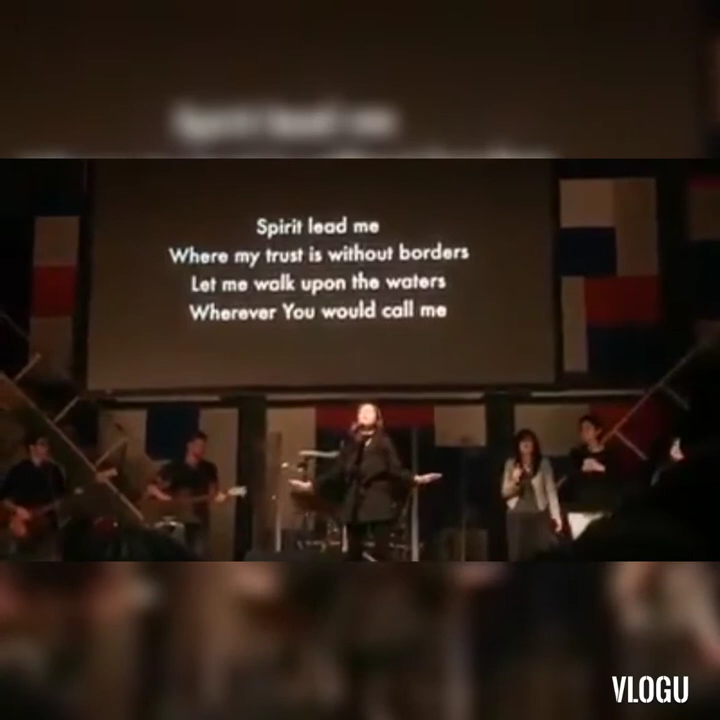 Spirit lead me
Where my trust is without borders
Let me walk upon the waters
Wherever You would call me
VLOGU